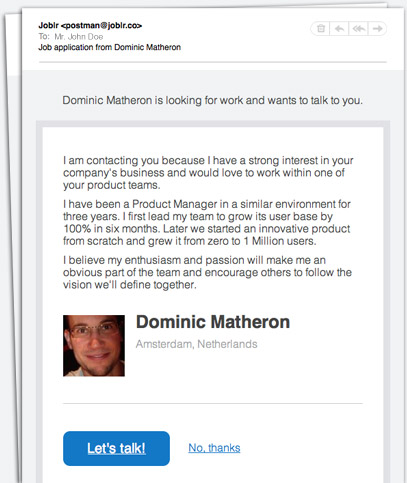 Joblr <postman@joblr.co>
To: Mr. John Doe
Job application from Dominic Matheron
Dominic Matheron is looking for work and wants to talk to you.
I am contacting you because I have a strong interest in your
company's business and would love to work within one of
your product teams.
I have been a Product Manager in a similar environment for
three years. I first lead my team to grow its user base by
100% in six months. Later we started an innovative product
from scratch and grew it from zero to 1 Million users.
I believe my enthusiasm and passion will make me an
obvious part of the team and encourage others to follow the
vision we'll define together.
Dominic Matheron
Amsterdam, Netherlands
Let's talk!
No, thanks